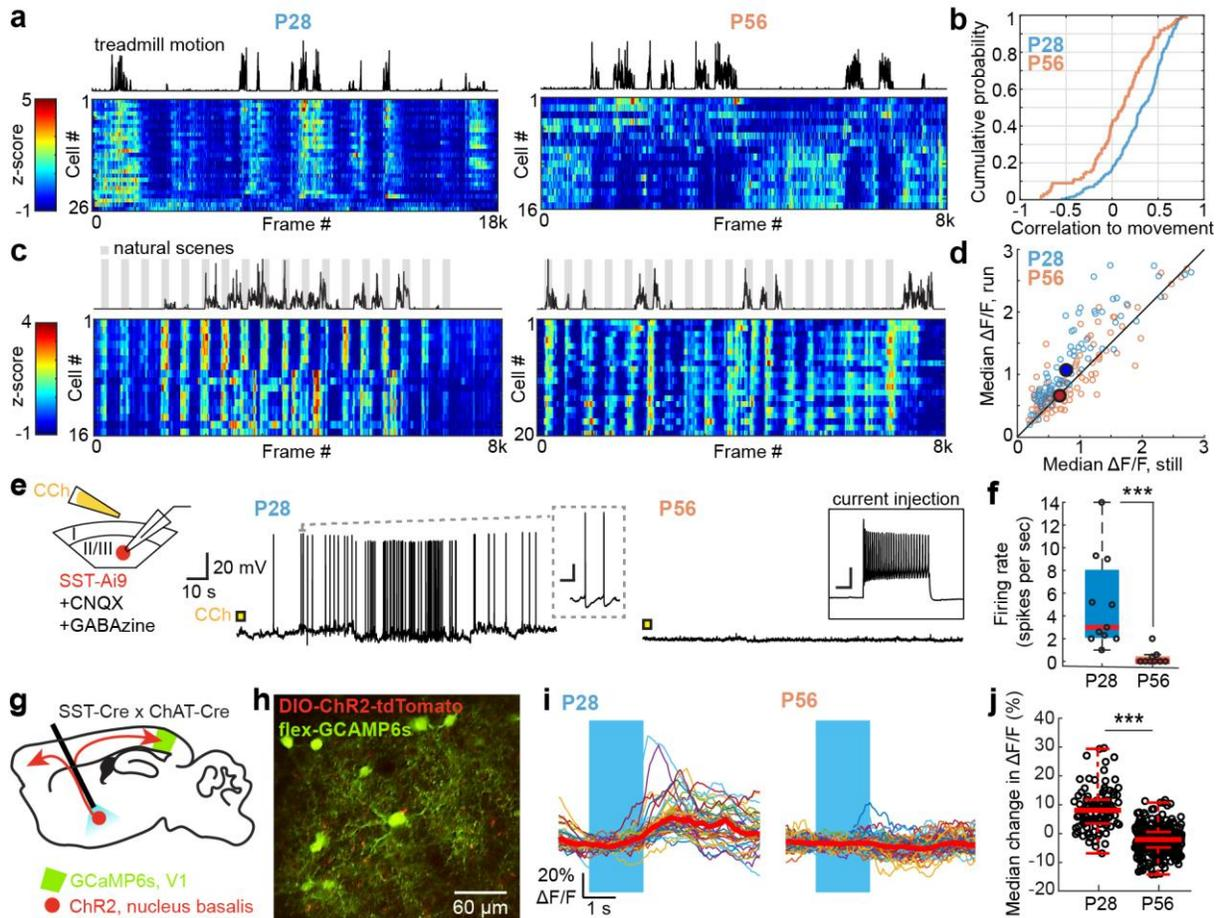 a
P28
P56
treadmill motion
5
z-score
-1
1
Cell #
26
0
Frame #
18k
1
Cell #
16
0
Frame #
8k
b
P28
P56
Cumulative probability
1
0.8
0.6
0.4
0.2
0
-1
-0.5
0
0.5
1
Correlation to movement
c
natural scenes
4
z-score
-1
1
Cell #
16
0
Frame #
8k
1
Cell #
20
0
Frame #
8k
d
P28
P56
Median ΔF/F, run
3
2
1
0
0
1
2
3
Median ΔF/F, still
e
CCh
I
II/III
SST-Ai9
+CNQX
+GABAzine
P28
20 mV
10 s
CCh
P56
current injection
f
***
Firing rate
(spikes per sec)
14
12
10
8
6
4
2
0
P28
P56
g
SST-Cre x ChAT-Cre
GCaMP6s, V1
ChR2, nucleus basalis
h
DIO-ChR2-tdTomato
flex-GCAMP6s
60 µm
i
P28
P56
20%
ΔF/F
1 s
j
***
Median change in ΔF/F (%)
40
30
20
10
0
-10
-20
P28
P56